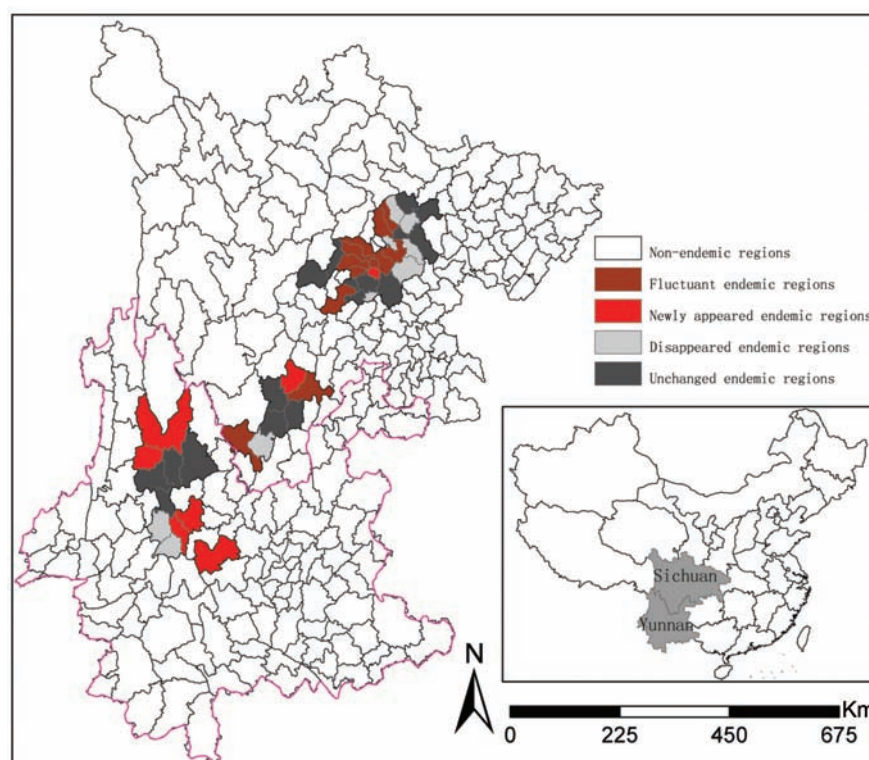 Non-endemic regions
Fluctuant endemic regions
Newly appeared endemic regions
Disappeared endemic regions
Unchanged endemic regions
Sichuan
Yunnan
N
Km
0 225 450 675